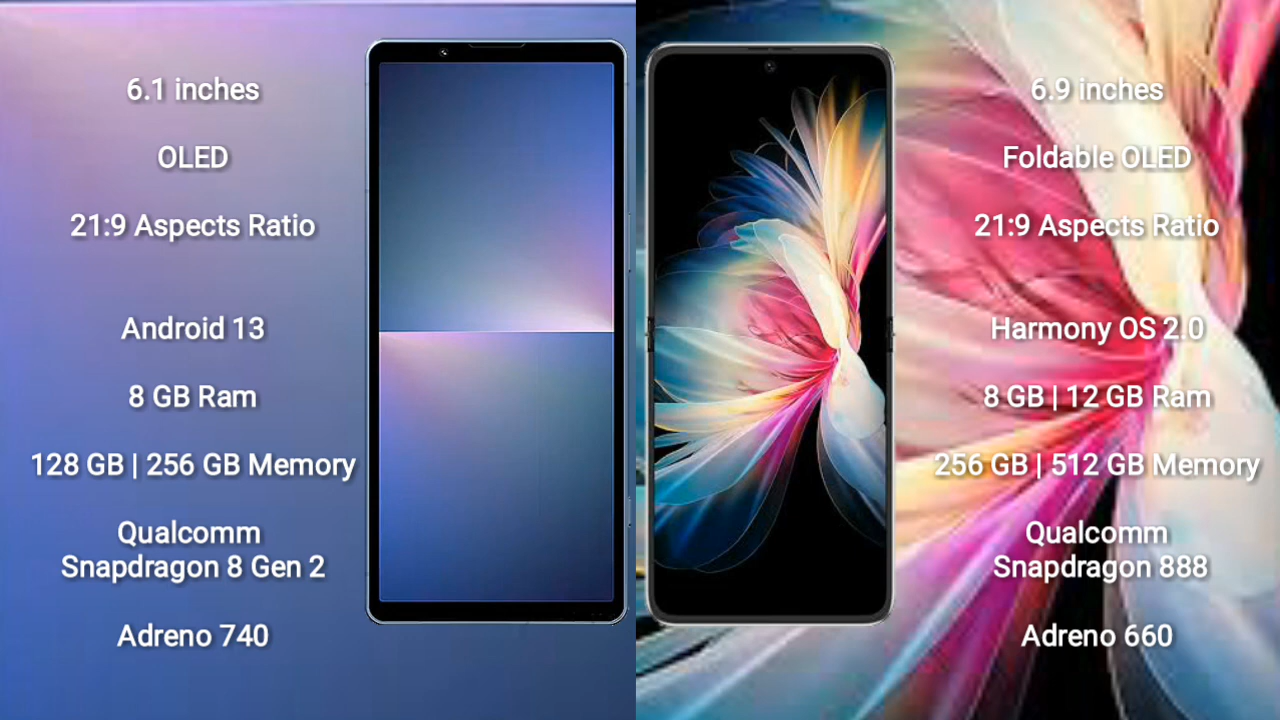 6.1 inches
OLED
21:9 Aspects Ratio
Android 13
8 GB Ram
128 GB | 256 GB Memory
Qualcomm
Snapdragon 8 Gen 2
Adreno 740
6.9 inches
Foldable OLED
21:9 Aspects Ratio
Harmony OS 2.0
8 GB | 12 GB Ram
256 GB | 512 GB Memory
Qualcomm
Snapdragon 888
Adreno 660